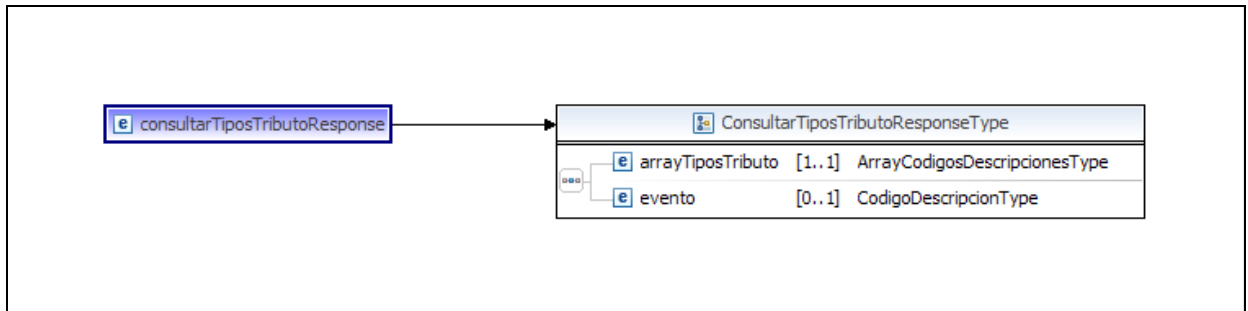 e consultarTiposTributoResponse
ConsultarTiposTributoResponseType
e arrayTiposTributo [1..1] ArrayCodigosDescripcionesType
e evento [0..1] CodigoDescripcionType